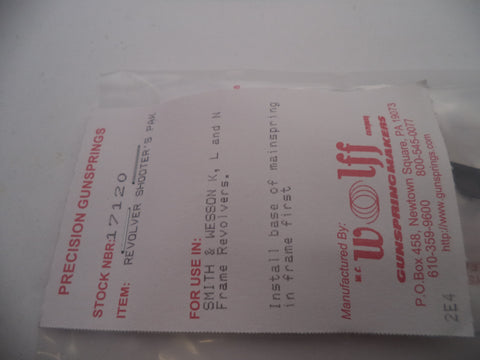 PRECISION GUNSPRINGS
STOCK NBR: 17120
ITEM: REVOLVER SHOOTER'S PAK
FOR USE IN:
SMITH & WESSON K, L and N
Frame Revolvers.
Install base of mainspring
in frame first
Manufactured By:
W.C.
Wolff
GUNSPRINGMAKERS
P.O.Box 458, Newtown Square, PA 19073
610-359-9600 800-545-0077
http://www.gunsprings.com
2E4